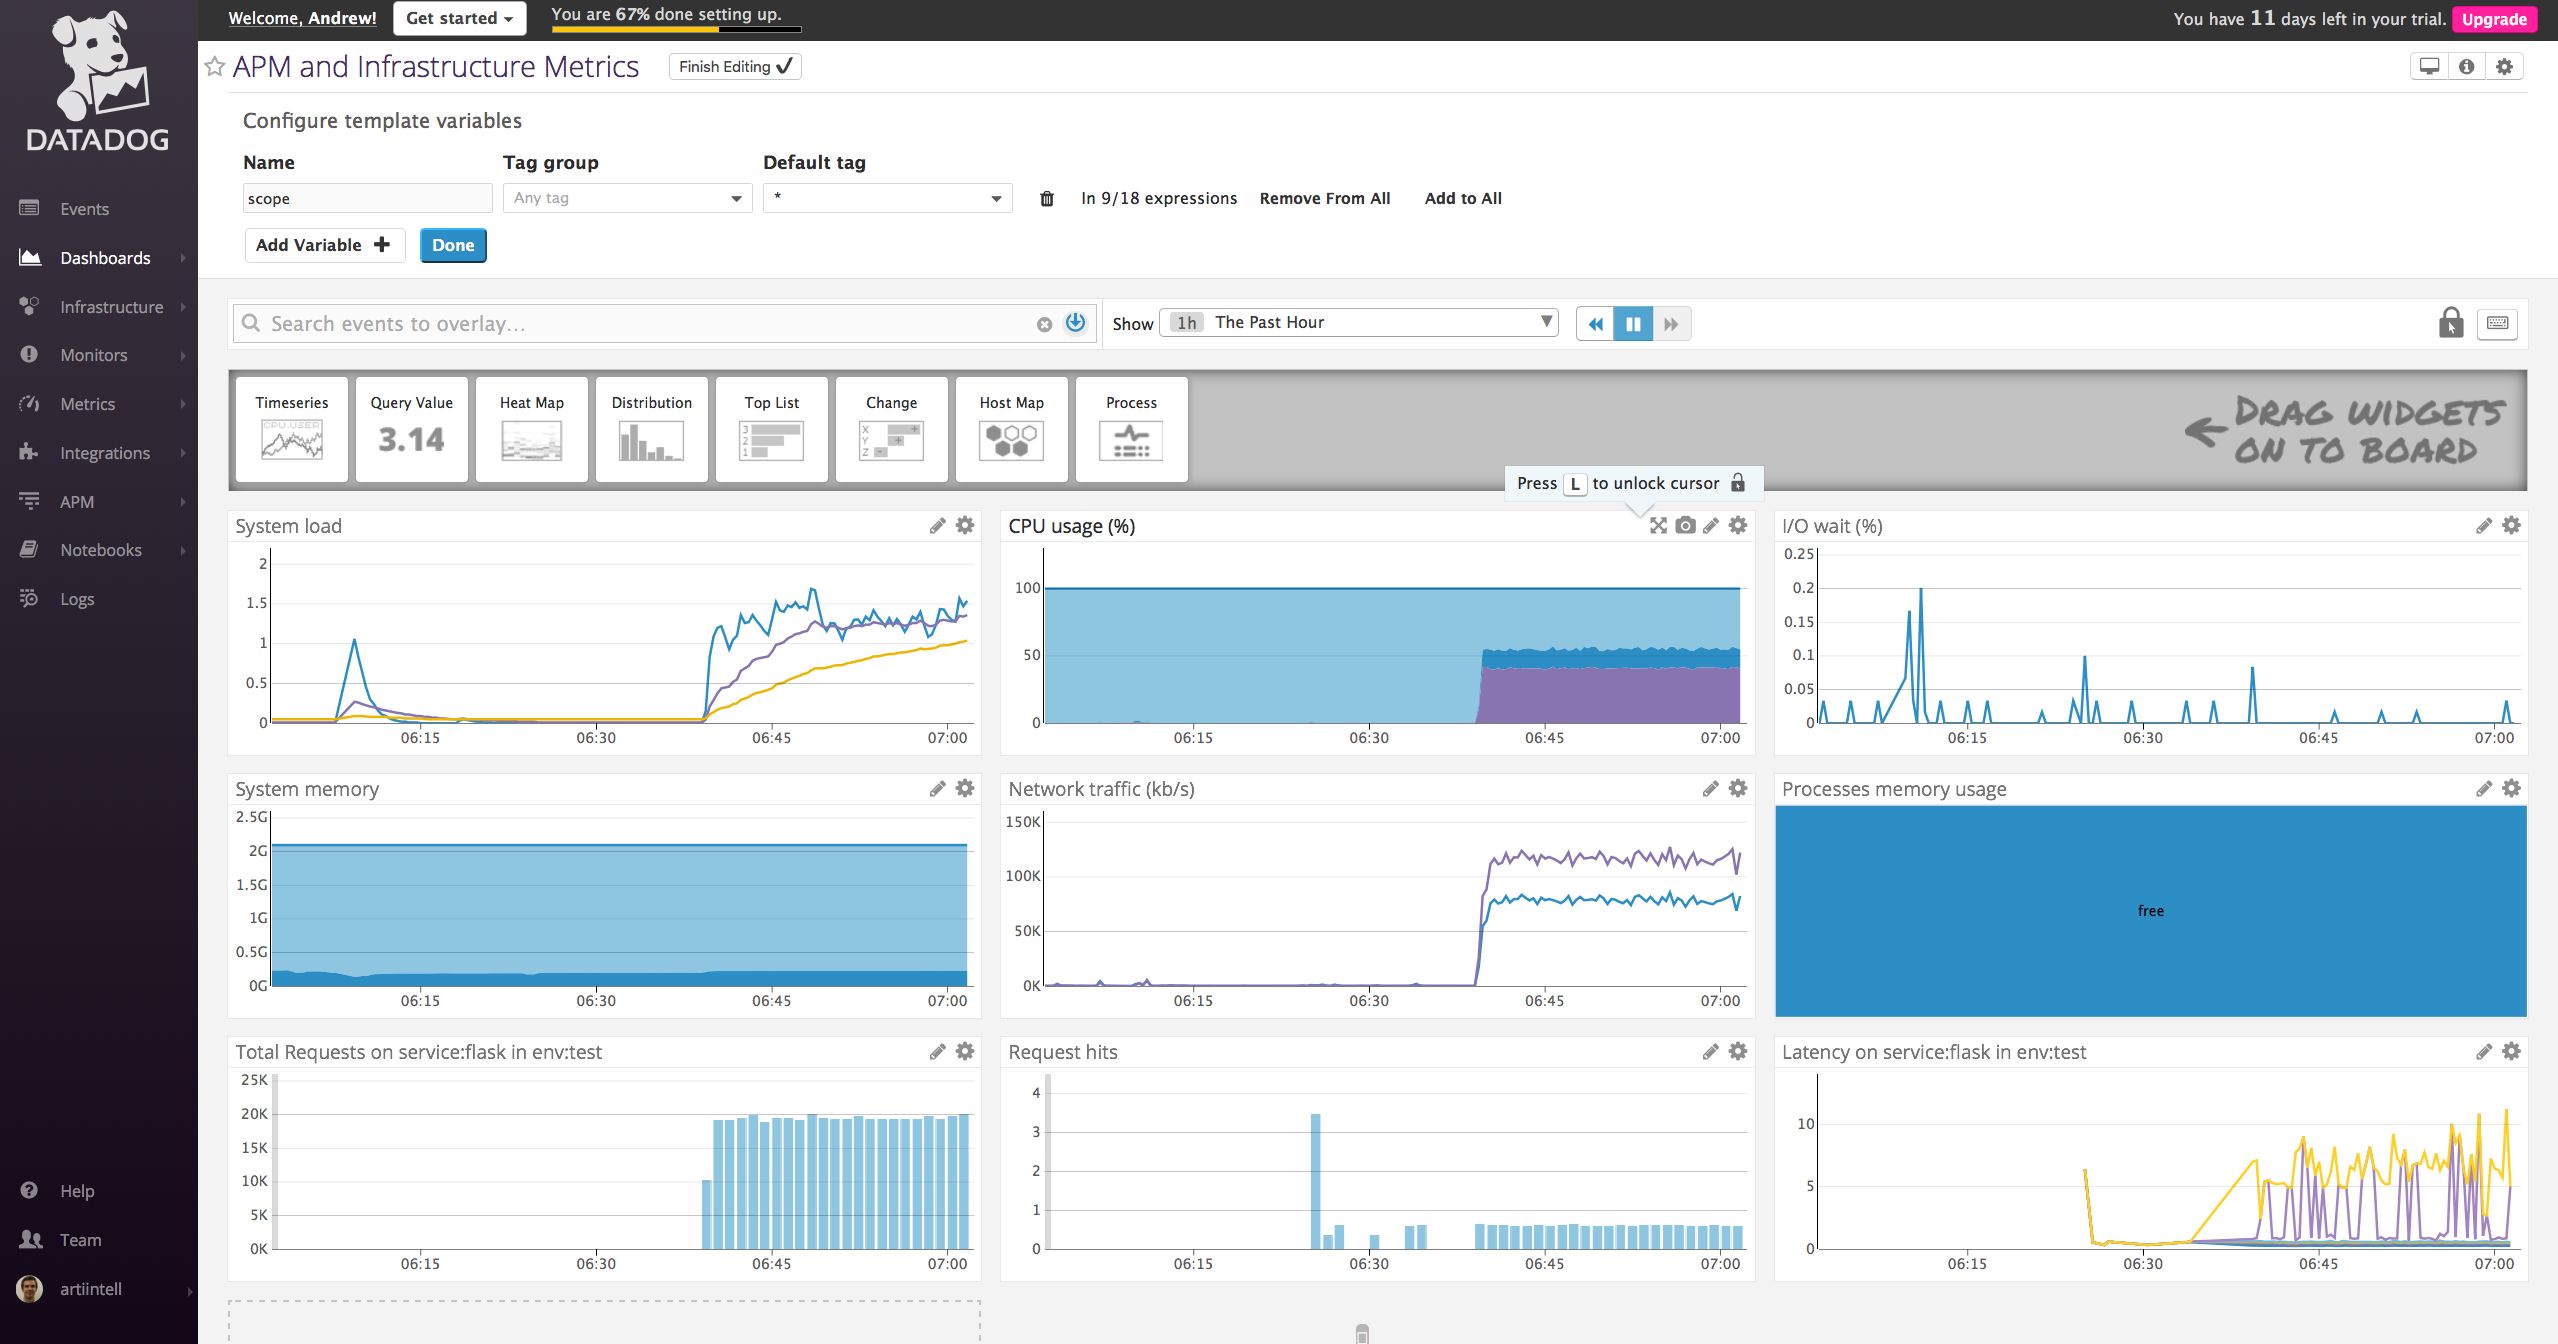 Welcome, Andrew! Get started You are 67% done setting up. You have 11 days left in your trial. Upgrade
DATADOG
Events
Dashboards
Infrastructure
Monitors
Metrics
Integrations
APM
Notebooks
Logs
Help
Team
artiintell
APM and Infrastructure Metrics Finish Editing
Configure template variables
Name Tag group Default tag
scope Any tag * In 9/18 expressions Remove From All Add to All
Add Variable Done
Search events to overlay... Show 1h The Past Hour
Timeseries Query Value Heat Map Distribution Top List Change Host Map Process
CPU.USER 3.14 3 2 1 X Y Z
DRAG WIDGETS
ON TO BOARD
Press L to unlock cursor
System load
2
1.5
1
0.5
0
06:15 06:30 06:45 07:00
CPU usage (%)
100
50
0
06:15 06:30 06:45 07:00
I/O wait (%)
0.25
0.2
0.15
0.1
0.05
0
06:15 06:30 06:45 07:00
System memory
2.5G
2G
1.5G
1G
0.5G
0G
06:15 06:30 06:45 07:00
Network traffic (kb/s)
150K
100K
50K
0K
06:15 06:30 06:45 07:00
Processes memory usage
free
Total Requests on service:flask in env:test
25K
20K
15K
10K
5K
0K
06:15 06:30 06:45 07:00
Request hits
4
3
2
1
0
06:15 06:30 06:45 07:00
Latency on service:flask in env:test
10
5
0
06:15 06:30 06:45 07:00